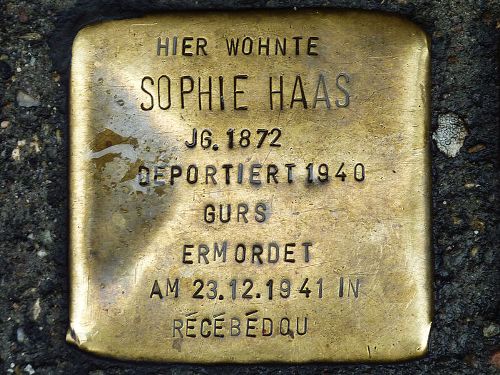 HIER WOHNTE
SOPHIE HAAS
JG. 1872
DEPORTIERT 1940
GURS
ERMORDET
AM 23.12.1941 IN
RÉCÉBÉDOU